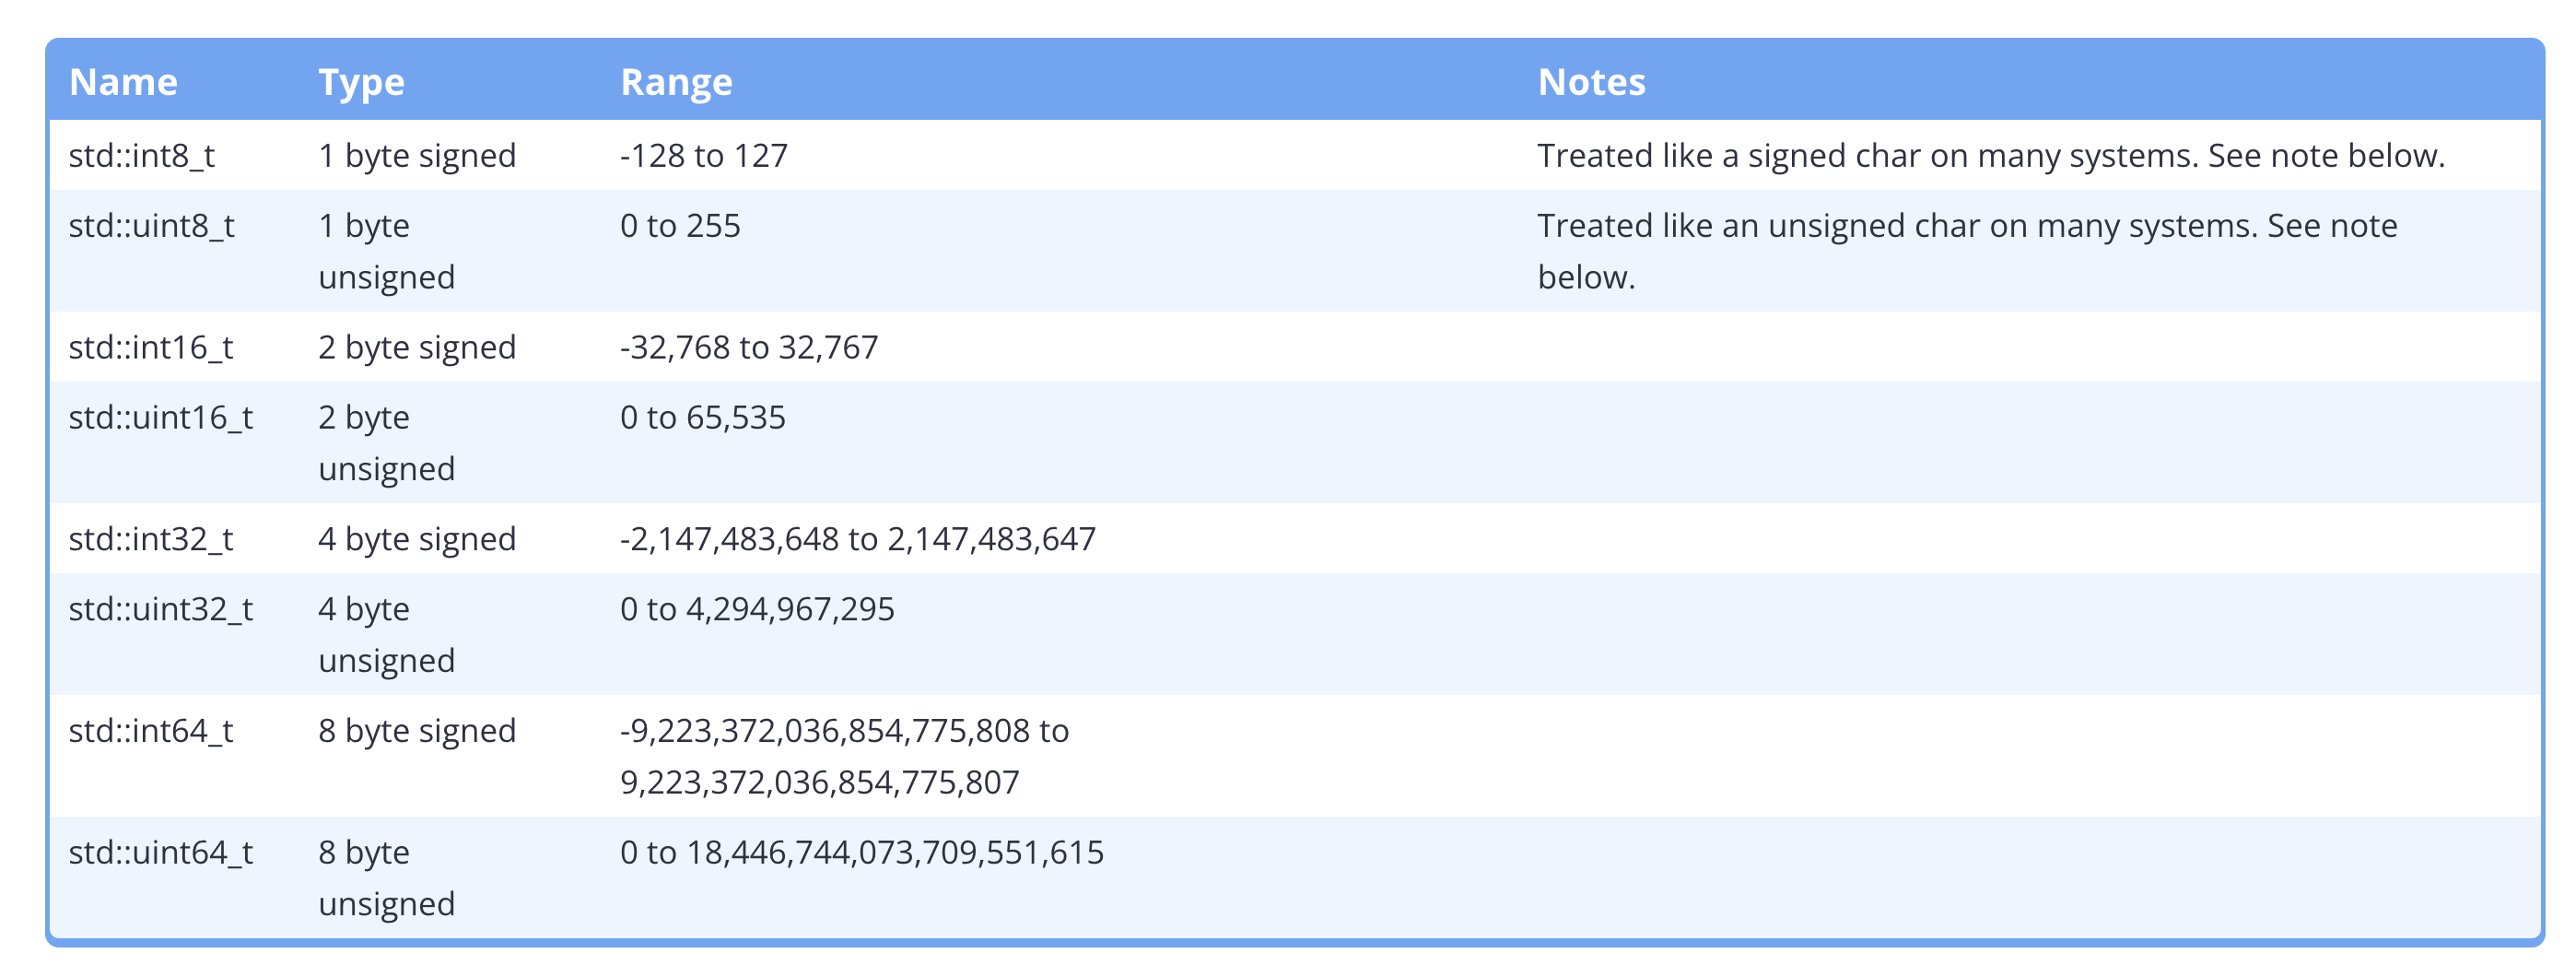 Name Type Range Notes
std::int8_t 1 byte signed -128 to 127 Treated like a signed char on many systems. See note below.
std::uint8_t 1 byte 0 to 255 Treated like an unsigned char on many systems. See note
unsigned below.
std::int16_t 2 byte signed -32,768 to 32,767
std::uint16_t 2 byte 0 to 65,535
unsigned
std::int32_t 4 byte signed -2,147,483,648 to 2,147,483,647
std::uint32_t 4 byte 0 to 4,294,967,295
unsigned
std::int64_t 8 byte signed -9,223,372,036,854,775,808 to
9,223,372,036,854,775,807
std::uint64_t 8 byte 0 to 18,446,744,073,709,551,615
unsigned